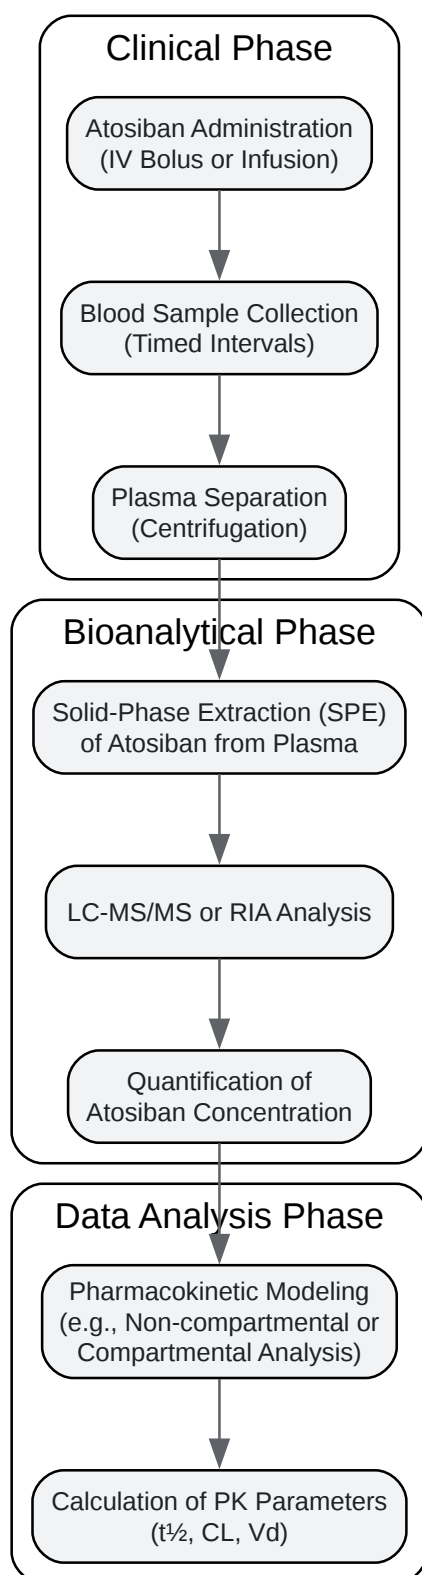 Clinical Phase
Atosiban Administration
(IV Bolus or Infusion)
Blood Sample Collection
(Timed Intervals)
Plasma Separation
(Centrifugation)
Bioanalytical Phase
Solid-Phase Extraction (SPE)
of Atosiban from Plasma
LC-MS/MS or RIA Analysis
Quantification of
Atosiban Concentration
Data Analysis Phase
Pharmacokinetic Modeling
(e.g., Non-compartmental or
Compartmental Analysis)
Calculation of PK Parameters
(t½, CL, Vd)